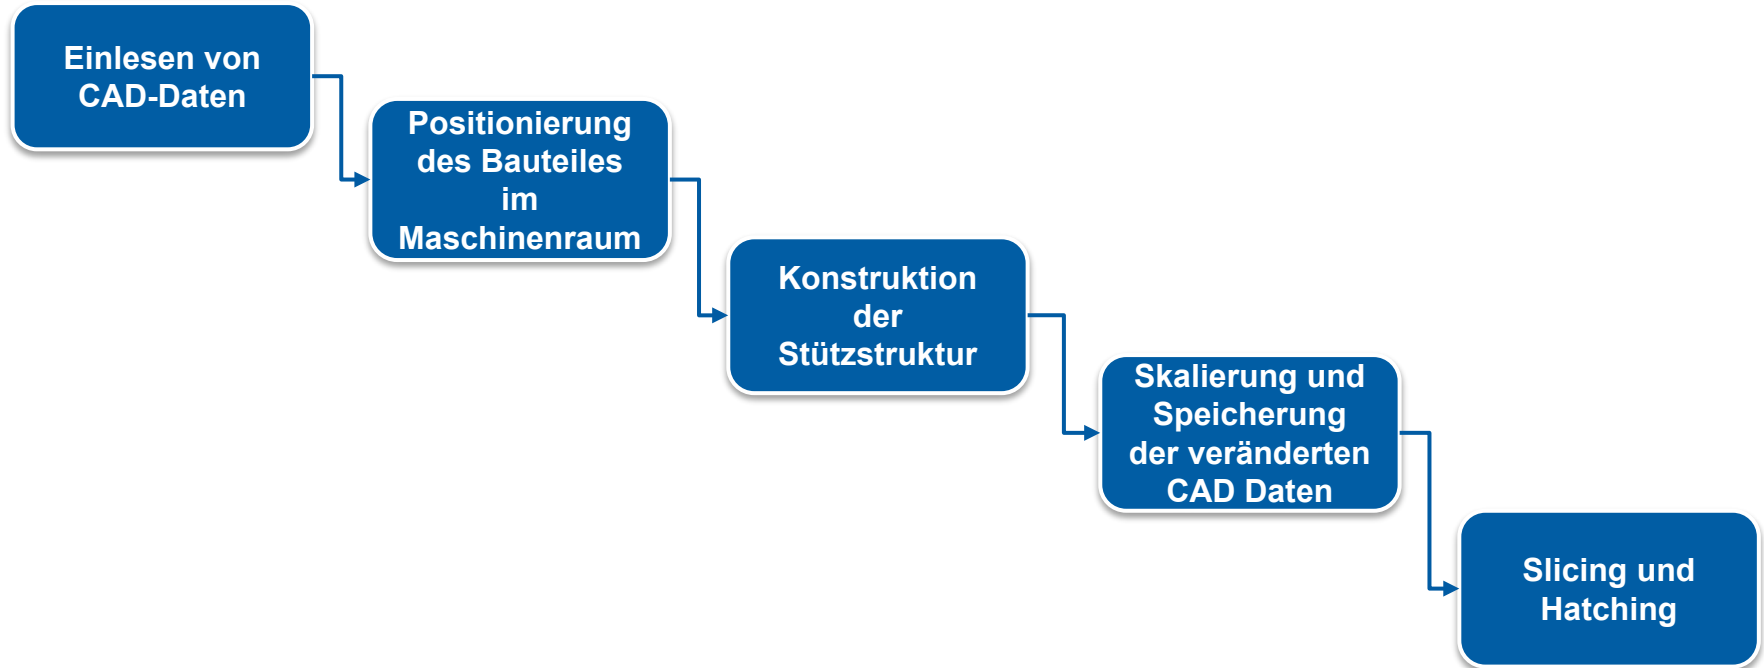 Einlesen von
CAD-Daten
Positionierung
des Bauteiles
im
Maschinenraum
Konstruktion
der
Stützstruktur
Skalierung und
Speicherung
der veränderten
CAD Daten
Slicing und
Hatching